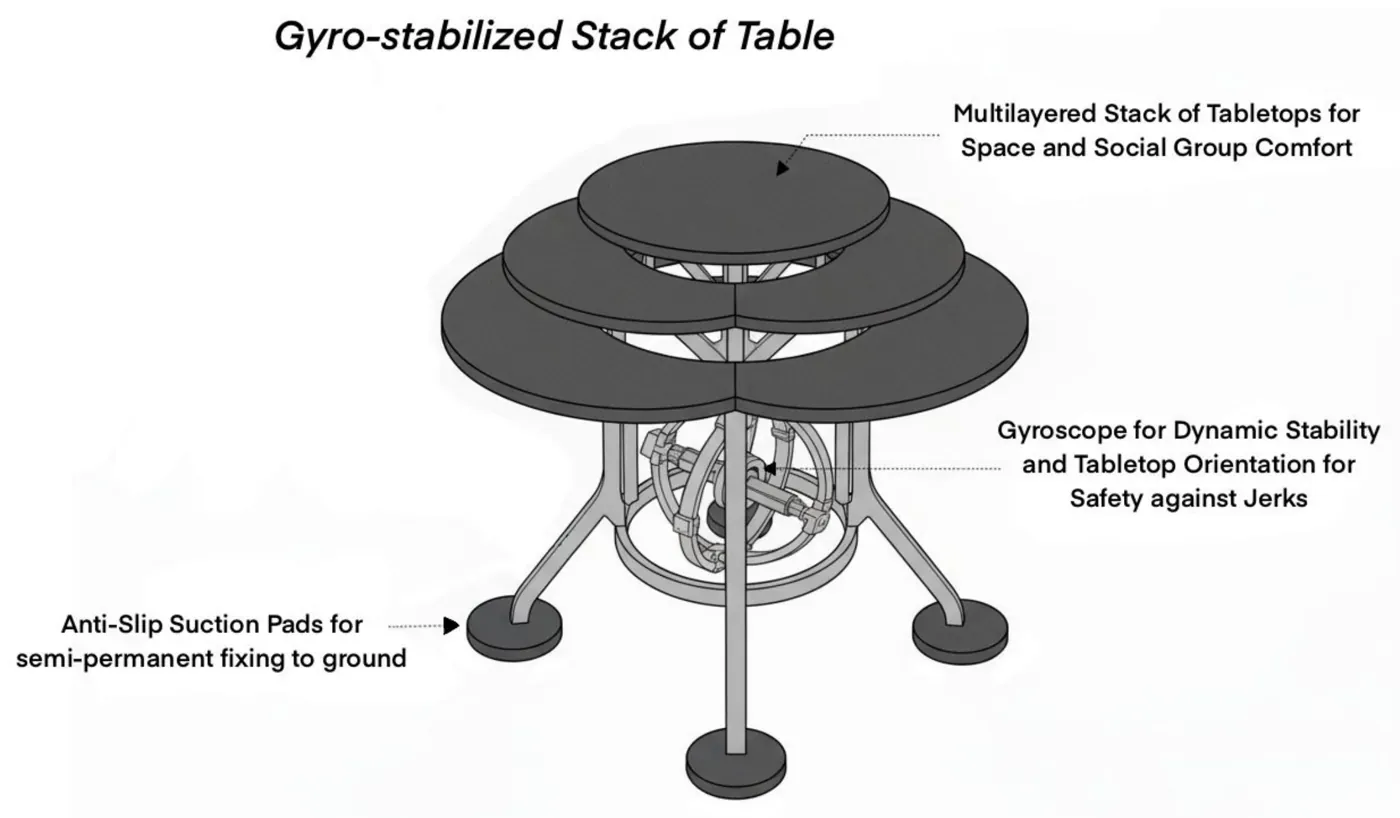 Gyro-stabilized Stack of Table
Multilayered Stack of Tabletops for
Space and Social Group Comfort
Gyroscope for Dynamic Stability
and Tabletop Orientation for
Safety against Jerks
Anti-Slip Suction Pads for
semi-permanent fixing to ground